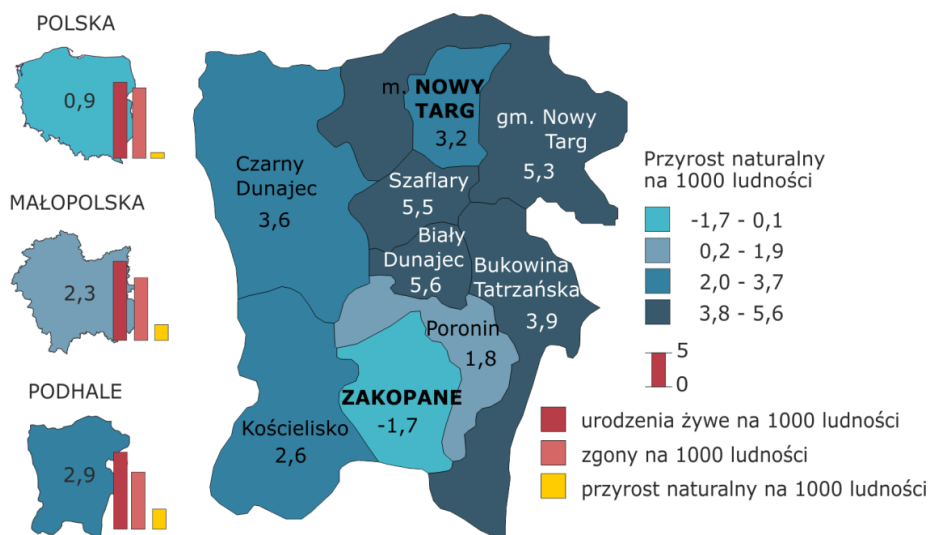 POLSKA
0,9
MAŁOPOLSKA
2,3
PODHALE
2,9
m. NOWY
TARG
3,2
gm. Nowy
Targ
5,3
Czarny
Dunajec
3,6
Szaflary
5,5
Biały
Dunajec
5,6
Bukowina
Tatrzańska
3,9
Poronin
1,8
ZAKOPANE
-1,7
Kościelisko
2,6
Przyrost naturalny
na 1000 ludności
-1,7 - 0,1
0,2 - 1,9
2,0 - 3,7
3,8 - 5,6
5
0
urodzenia żywe na 1000 ludności
zgony na 1000 ludności
przyrost naturalny na 1000 ludności